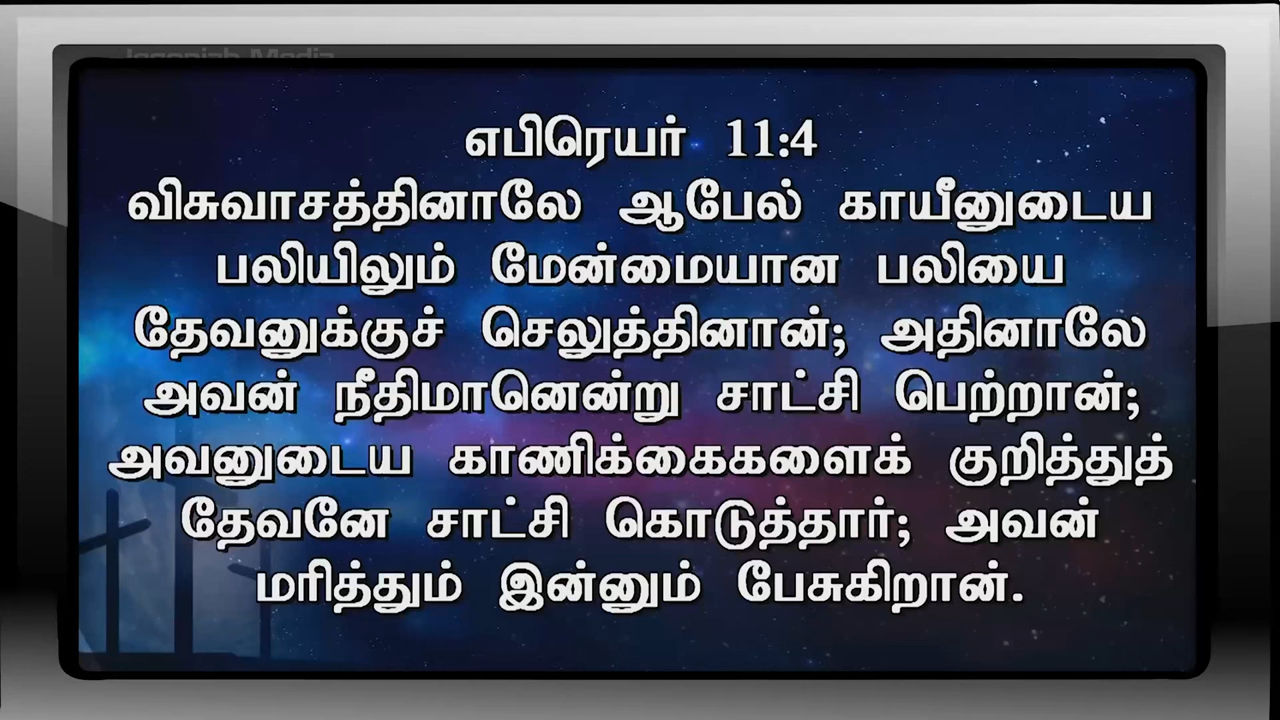 எபிரெயர் 11:4
விசுவாசத்தினாலே ஆபேல் காயீனுடைய
பலியிலும் மேன்மையான பலியை
தேவனுக்குச் செலுத்தினான்; அதினாலே
அவன் நீதிமானென்று சாட்சி பெற்றான்;
அவனுடைய காணிக்கைகளைக் குறித்துத்
தேவனே சாட்சி கொடுத்தார்; அவன்
மரித்தும் இன்னும் பேசுகிறான்.